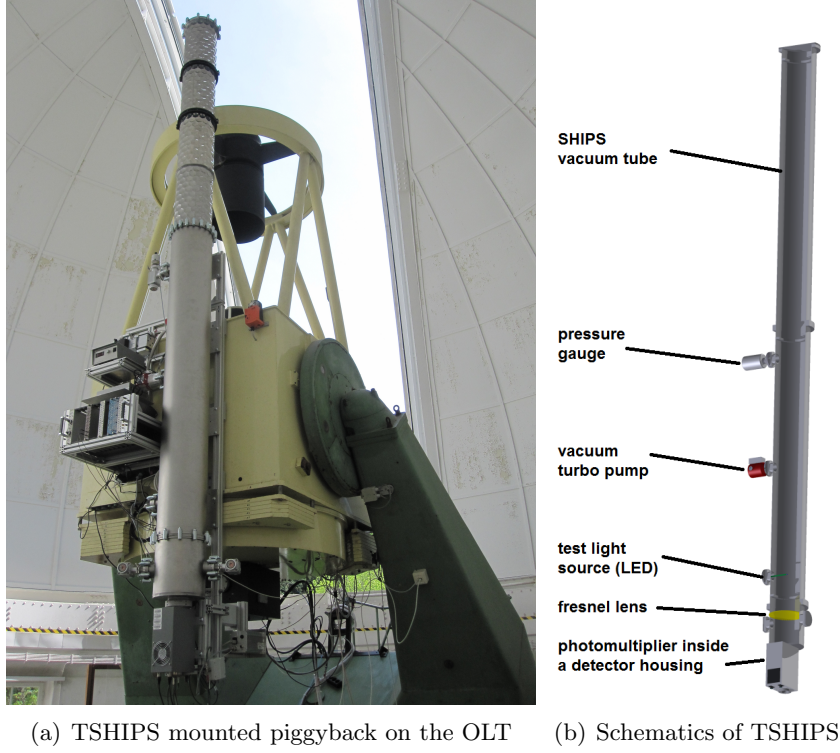 SHIPS
vacuum tube
pressure
gauge
vacuum
turbo pump
test light
source (LED)
fresnel lens
photomultiplier inside
a detector housing
(a) TSHIPS mounted piggyback on the OLT
(b) Schematics of TSHIPS